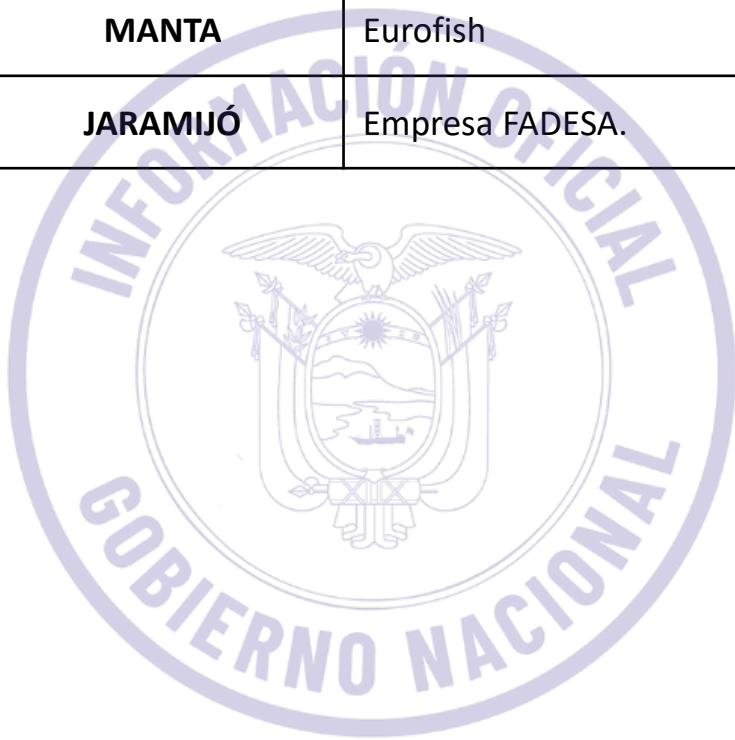 MANTA Eurofish
JARAMIJÓ Empresa FADESA.
INFORMACIÓN OFICIAL
GOBIERNO NACIONAL